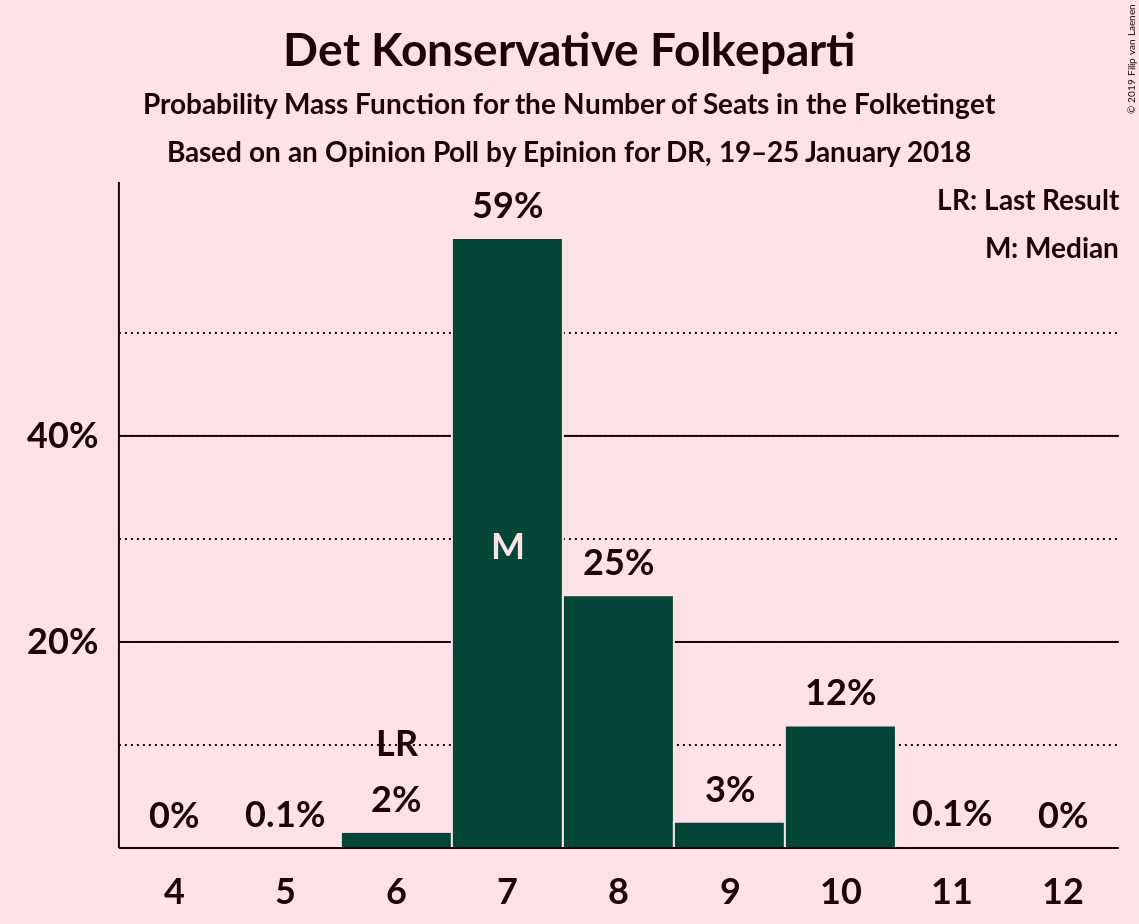 Det Konservative Folkeparti
Probability Mass Function for the Number of Seats in the Folketinget
Based on an Opinion Poll by Epinion for DR, 19–25 January 2018
© 2019 Filip van Laenen
LR: Last Result
M: Median
59%
40%
M
25%
20%
12%
LR
3%
2%
0%
0.1%
0.1%
0%
4 5 6 7 8 9 10 11 12